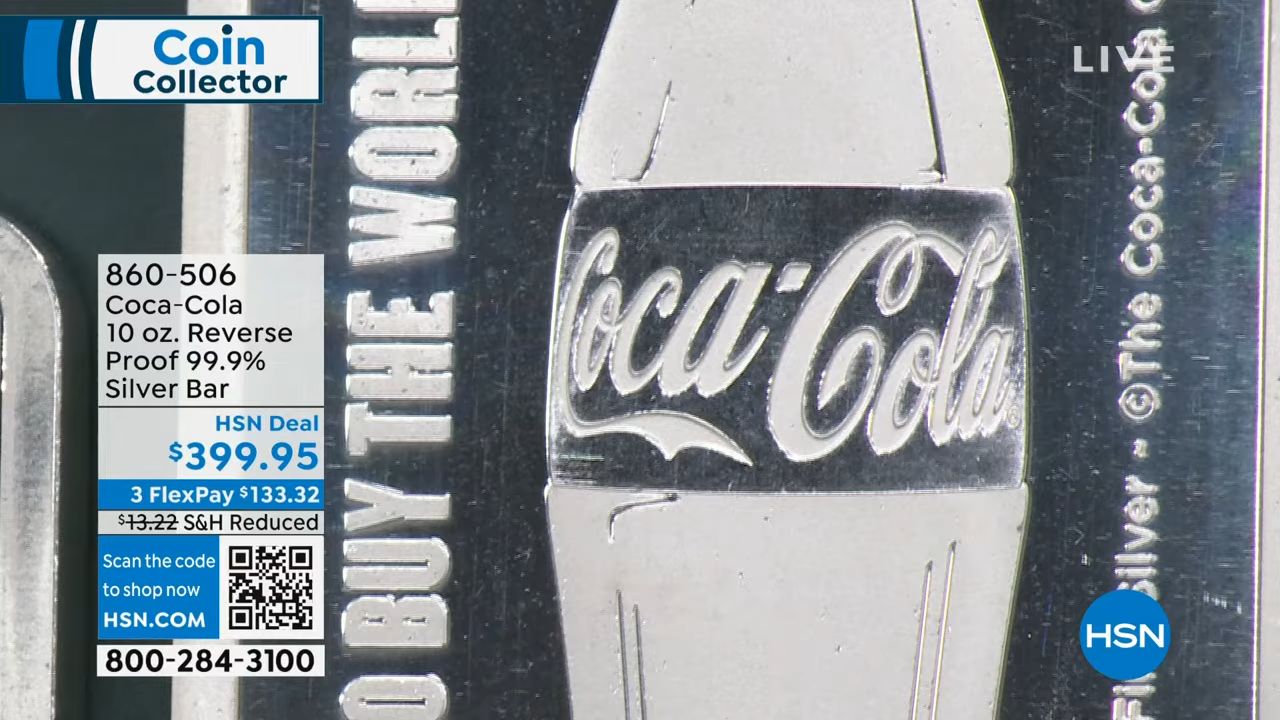 Coin
Collector
LIVE
860-506
Coca-Cola
10 oz. Reverse
Proof 99.9%
Silver Bar
HSN Deal
$399.95
3 FlexPay $133.32
$13.22 S&H Reduced
Scan the code
to shop now
HSN.COM
800-284-3100
O BUY THE WORL
Coca-Cola®
Silver - ©The Coca-Cola
HSN